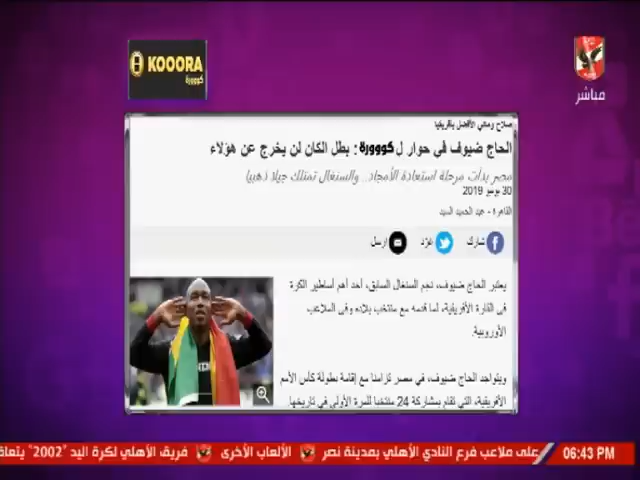 KOOORA
كووورة
مباشر
صلاح وماني الأفضل بأفريقيا
الحاج ضيوف في حوار ل كووورة : بطل الكان لن يخرج عن هؤلاء
مصر بدأت مرحلة استعادة الأمجاد.. والسنغال تمتلك جيلا ذهبيا
30 يونيو 2019
القاهرة - عبد الحميد السيد
شارك
غرّد
ارسل
يعتبر الحاج ضيوف، نجم السنغال السابق، أحد أهم أساطير الكرة
في القارة الأفريقية، لما قدمه مع منتخب بلاده وفي الملاعب
الأوروبية.
ويتواجد الحاج ضيوف، في مصر تزامنا مع إقامة بطولة كأس الأمم
الأفريقية، التي تقام بمشاركة 24 منتخبا للمرة الأولى في تاريخها.
على ملاعب فرع النادي الأهلي بمدينة نصر الألعاب الأخرى فريق الأهلي لكرة اليد "2002" يتعا
06:43 PM